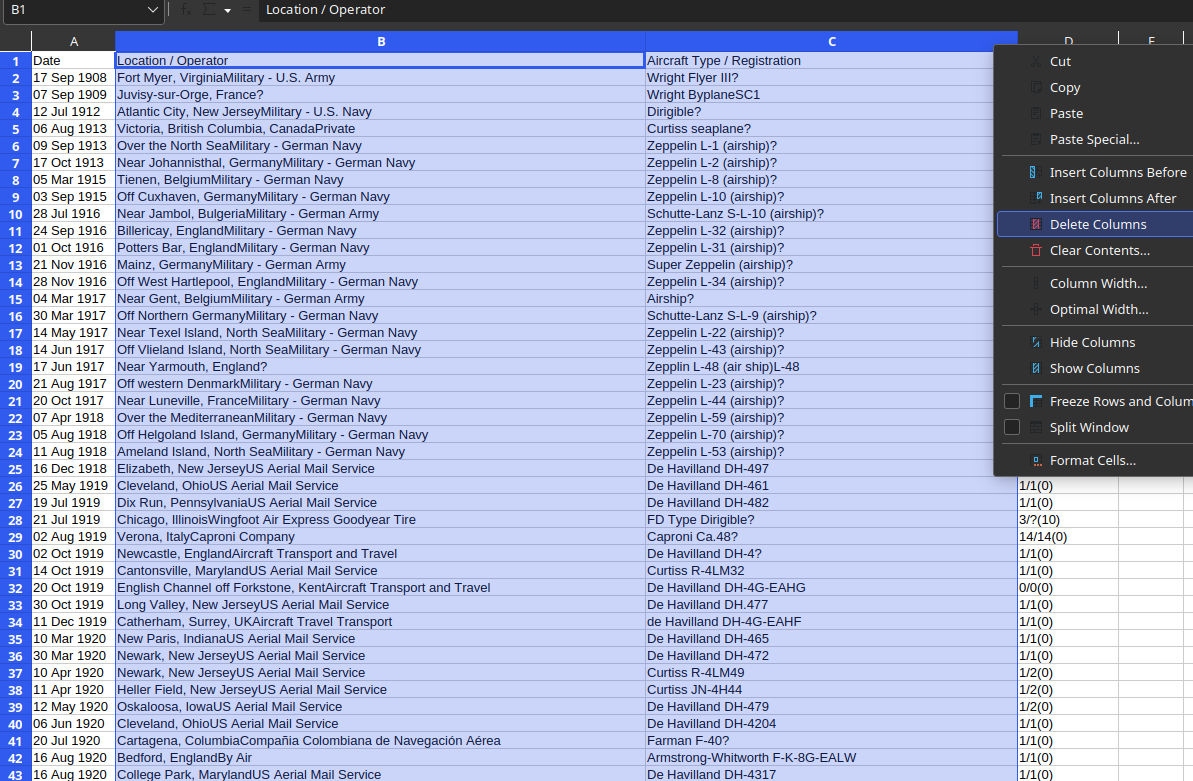 B1 Location / Operator
A B C D E
1 Date Location / Operator Aircraft Type / Registration
2 17 Sep 1908 Fort Myer, VirginiaMilitary - U.S. Army Wright Flyer III?
3 07 Sep 1909 Juvisy-sur-Orge, France? Wright ByplaneSC1
4 12 Jul 1912 Atlantic City, New JerseyMilitary - U.S. Navy Dirigible?
5 06 Aug 1913 Victoria, British Columbia, CanadaPrivate Curtiss seaplane?
6 09 Sep 1913 Over the North SeaMilitary - German Navy Zeppelin L-1 (airship)?
7 17 Oct 1913 Near Johannisthal, GermanyMilitary - German Navy Zeppelin L-2 (airship)?
8 05 Mar 1915 Tienen, BelgiumMilitary - German Navy Zeppelin L-8 (airship)?
9 03 Sep 1915 Off Cuxhaven, GermanyMilitary - German Navy Zeppelin L-10 (airship)?
10 28 Jul 1916 Near Jambol, BulgeriaMilitary - German Army Schutte-Lanz S-L-10 (airship)?
11 24 Sep 1916 Billericay, EnglandMilitary - German Navy Zeppelin L-32 (airship)?
12 01 Oct 1916 Potters Bar, EnglandMilitary - German Navy Zeppelin L-31 (airship)?
13 21 Nov 1916 Mainz, GermanyMilitary - German Army Super Zeppelin (airship)?
14 28 Nov 1916 Off West Hartlepool, EnglandMilitary - German Navy Zeppelin L-34 (airship)?
15 04 Mar 1917 Near Gent, BelgiumMilitary - German Army Airship?
16 30 Mar 1917 Off Northern GermanyMilitary - German Navy Schutte-Lanz S-L-9 (airship)?
17 14 May 1917 Near Texel Island, North SeaMilitary - German Navy Zeppelin L-22 (airship)?
18 14 Jun 1917 Off Vlieland Island, North SeaMilitary - German Navy Zeppelin L-43 (airship)?
19 17 Jun 1917 Near Yarmouth, England? Zepplin L-48 (air ship)L-48
20 21 Aug 1917 Off western DenmarkMilitary - German Navy Zeppelin L-23 (airship)?
21 20 Oct 1917 Near Luneville, FranceMilitary - German Navy Zeppelin L-44 (airship)?
22 07 Apr 1918 Over the MediterraneanMilitary - German Navy Zeppelin L-59 (airship)?
23 05 Aug 1918 Off Helgoland Island, GermanyMilitary - German Navy Zeppelin L-70 (airship)?
24 11 Aug 1918 Ameland Island, North SeaMilitary - German Navy Zeppelin L-53 (airship)?
25 16 Dec 1918 Elizabeth, New JerseyUS Aerial Mail Service De Havilland DH-497
26 25 May 1919 Cleveland, OhioUS Aerial Mail Service De Havilland DH-461 1/1(0)
27 19 Jul 1919 Dix Run, PennsylvaniaUS Aerial Mail Service De Havilland DH-482 1/1(0)
28 21 Jul 1919 Chicago, IllinoisWingfoot Air Express Goodyear Tire FD Type Dirigible? 3/?(10)
29 02 Aug 1919 Verona, ItalyCaproni Company Caproni Ca.48? 14/14(0)
30 02 Oct 1919 Newcastle, EnglandAircraft Transport and Travel De Havilland DH-4? 1/1(0)
31 14 Oct 1919 Cantonsville, MarylandUS Aerial Mail Service Curtiss R-4LM32 1/1(0)
32 20 Oct 1919 English Channel off Forkstone, KentAircraft Transport and Travel De Havilland DH-4G-EAHG 0/0(0)
33 30 Oct 1919 Long Valley, New JerseyUS Aerial Mail Service De Havilland DH.477 1/1(0)
34 11 Dec 1919 Catherham, Surrey, UKAircraft Travel Transport de Havilland DH-4G-EAHF 1/1(0)
35 10 Mar 1920 New Paris, IndianaUS Aerial Mail Service De Havilland DH-465 1/1(0)
36 30 Mar 1920 Newark, New JerseyUS Aerial Mail Service De Havilland DH-472 1/1(0)
37 10 Apr 1920 Newark, New JerseyUS Aerial Mail Service Curtiss R-4LM49 1/2(0)
38 11 Apr 1920 Heller Field, New JerseyUS Aerial Mail Service Curtiss JN-4H44 1/2(0)
39 12 May 1920 Oskaloosa, IowaUS Aerial Mail Service De Havilland DH-479 1/2(0)
40 06 Jun 1920 Cleveland, OhioUS Aerial Mail Service De Havilland DH-4204 1/1(0)
41 20 Jul 1920 Cartagena, ColumbiaCompañia Colombiana de Navegación Aérea Farman F-40? 1/1(0)
42 16 Aug 1920 Bedford, EnglandBy Air Armstrong-Whitworth F-K-8G-EALW 1/1(0)
43 16 Aug 1920 College Park, MarylandUS Aerial Mail Service De Havilland DH-4317 1/1(0)
Cut
Copy
Paste
Paste Special...
Insert Columns Before
Insert Columns After
Delete Columns
Clear Contents...
Column Width...
Optimal Width...
Hide Columns
Show Columns
Freeze Rows and Colum
Split Window
Format Cells...